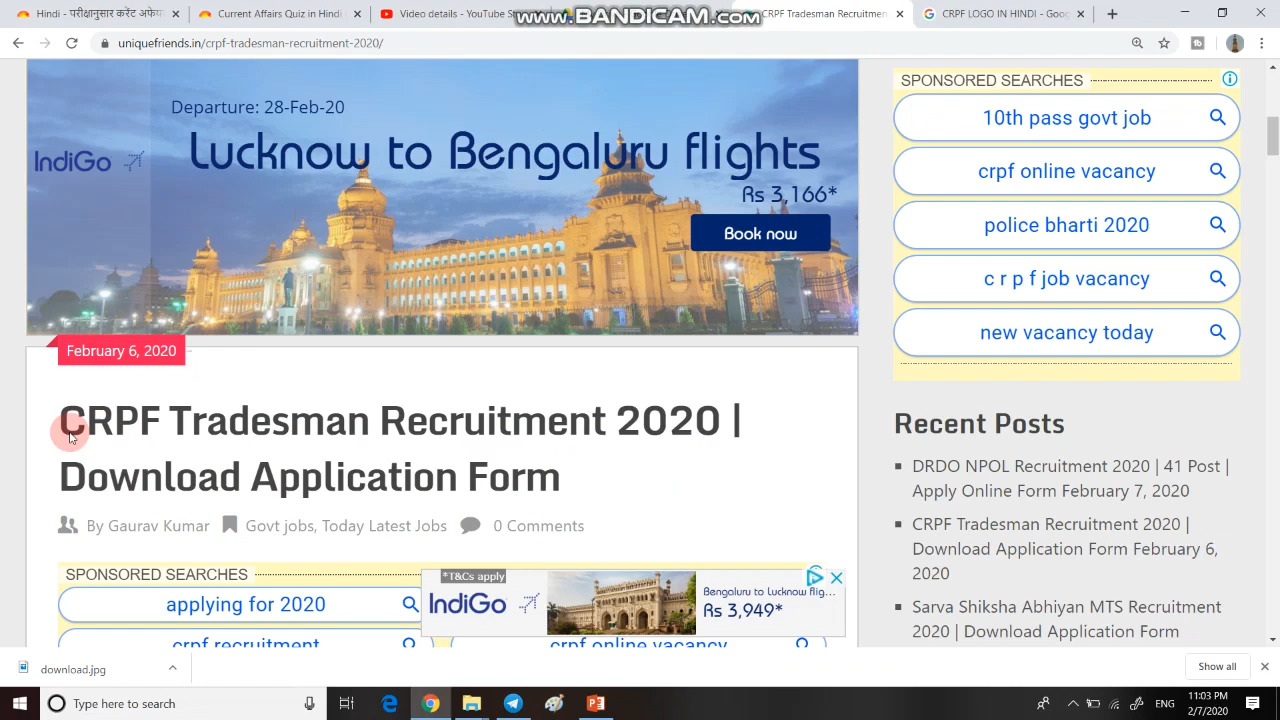 Hindi - परीक्षानुसार करेंट अफेय
Current Affairs Quiz in Hindi
Video details - YouTube S
CRPF Tradesman Recruitmen
CRPF LOGO IN HINDI - Goog
www.BANDICAM.com
uniquefriends.in/crpf-tradesman-recruitment-2020/
Departure: 28-Feb-20
IndiGo
Lucknow to Bengaluru flights
Rs 3,166*
Book now
February 6, 2020
CRPF Tradesman Recruitment 2020 |
Download Application Form
By Gaurav Kumar Govt jobs, Today Latest Jobs 0 Comments
SPONSORED SEARCHES
applying for 2020
crpf recruitment
crpf online vacancy
*T&Cs apply
IndiGo
Bengaluru to Lucknow flig...
Rs 3,949*
SPONSORED SEARCHES
10th pass govt job
crpf online vacancy
police bharti 2020
c r p f job vacancy
new vacancy today
Recent Posts
DRDO NPOL Recruitment 2020 | 41 Post |
Apply Online Form February 7, 2020
CRPF Tradesman Recruitment 2020 |
Download Application Form February 6,
2020
Sarva Shiksha Abhiyan MTS Recruitment
2020 | Download Application Form
download.jpg
Show all
Type here to search
ENG
11:03 PM
2/7/2020